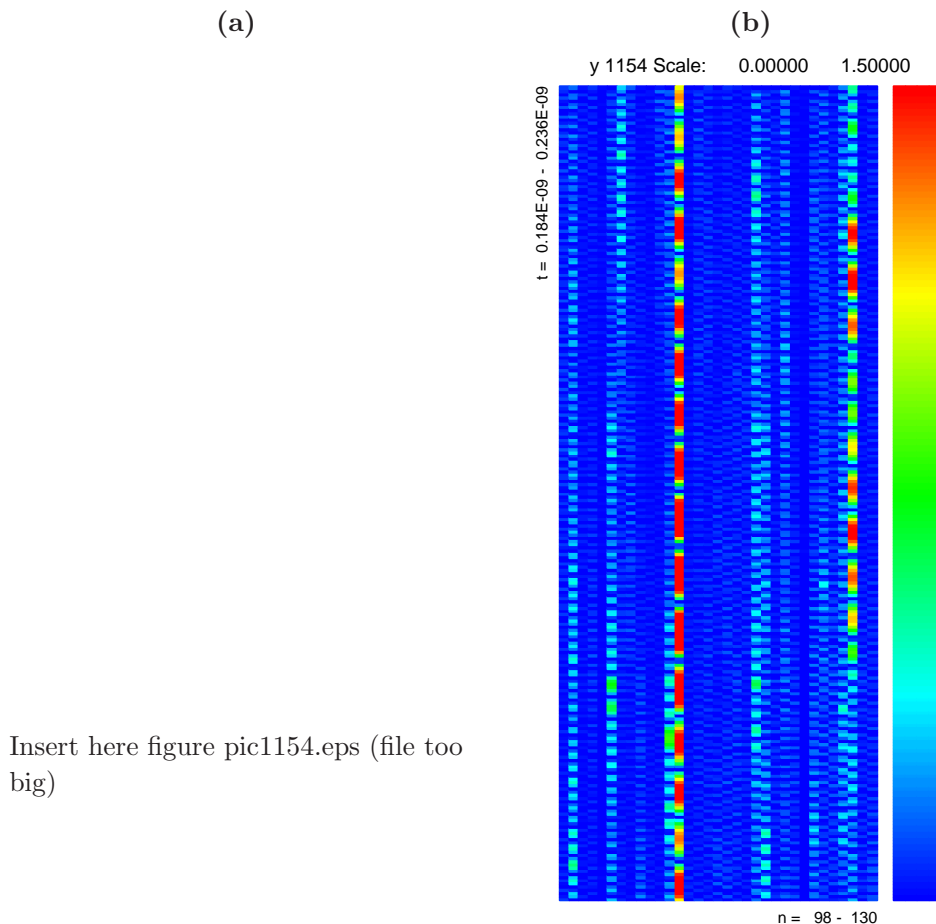 (a)
(b)
y 1154 Scale: 0.00000 1.50000
t = 0.184E-09 - 0.236E-09
Insert here figure pic1154.eps (file too
big)
n = 98 - 130